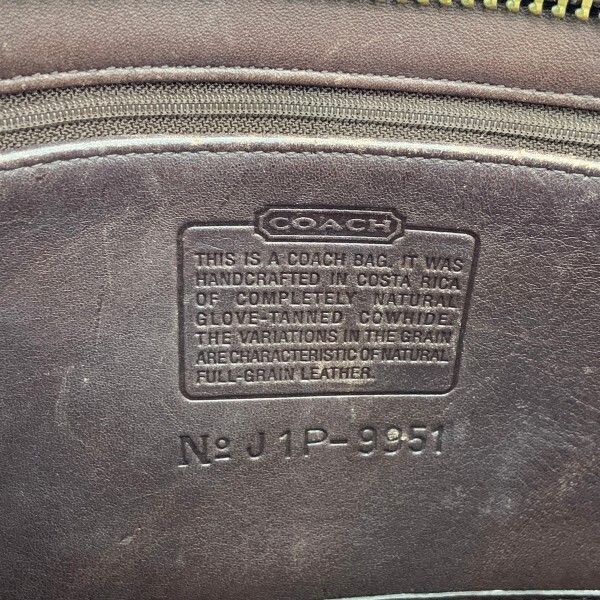 COACH
THIS IS A COACH BAG. IT WAS
HANDCRAFTED IN COSTA RICA
OF COMPLETELY NATURAL
GLOVE-TANNED COWHIDE.
THE VARIATIONS IN THE GRAIN
ARE CHARACTERISTIC OF NATURAL
FULL-GRAIN LEATHER.
№ J1P-9951